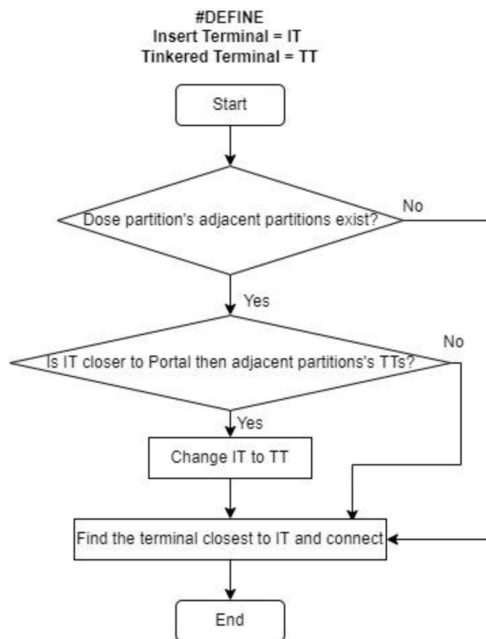 #DEFINE
Insert Terminal = IT
Tinkered Terminal = TT
Start
Dose partition's adjacent partitions exist?
No
Yes
Is IT closer to Portal then adjacent partitions's TTs?
No
Yes
Change IT to TT
Find the terminal closest to IT and connect
End